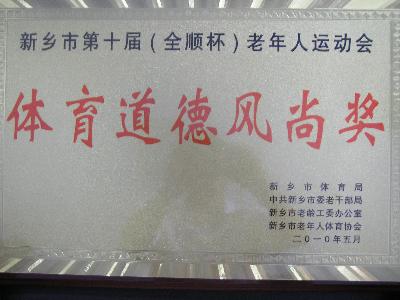 新乡市第十届（全顺杯）老年人运动会
体育道德风尚奖
新乡市体育局
中共新乡市委老干部局
新乡市老龄工委办公室
新乡市老年人体育协会
二〇一〇年五月